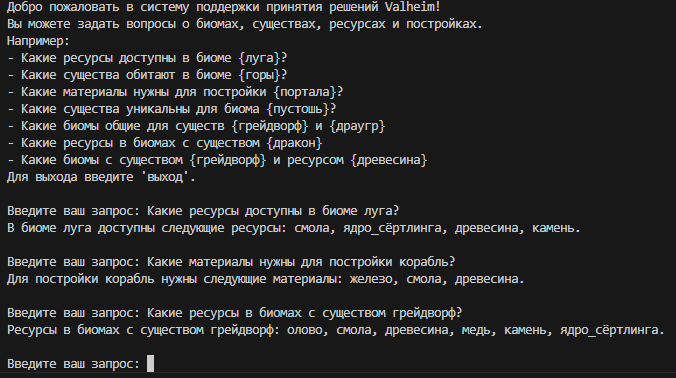 Добро пожаловать в систему поддержки принятия решений Valheim!
Вы можете задать вопросы о биомах, существах, ресурсах и постройках.
Например:
- Какие ресурсы доступны в биоме {луга}?
- Какие существа обитают в биоме {горы}?
- Какие материалы нужны для постройки {портала}?
- Какие существа уникальны для биома {пустошь}?
- Какие биомы общие для существ {грейдворф} и {драугр}
- Какие ресурсы в биомах с существом {дракон}
- Какие биомы с существом {грейдворф} и ресурсом {древесина}
Для выхода введите 'выход'.
Введите ваш запрос: Какие ресурсы доступны в биоме луга?
В биоме луга доступны следующие ресурсы: смола, ядро_сёртлинга, древесина, камень.
Введите ваш запрос: Какие материалы нужны для постройки корабль?
Для постройки корабль нужны следующие материалы: железо, смола, древесина.
Введите ваш запрос: Какие ресурсы в биомах с существом грейдворф?
Ресурсы в биомах с существом грейдворф: олово, смола, древесина, медь, камень, ядро_сёртлинга.
Введите ваш запрос: